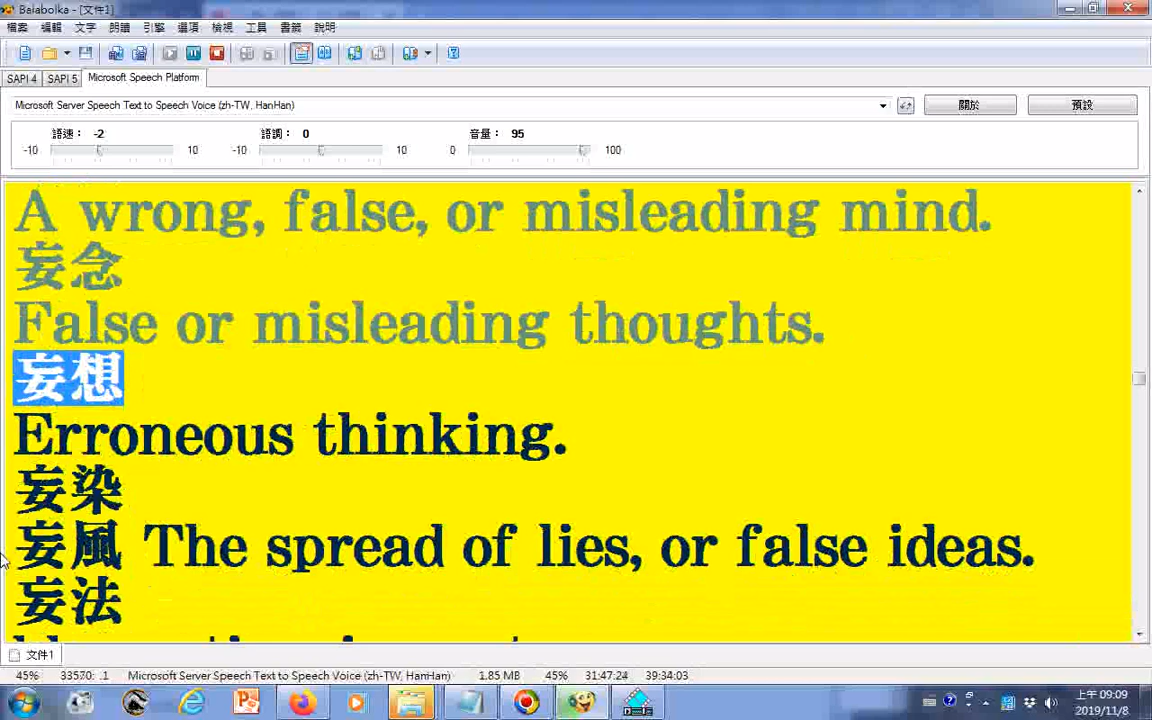 Balabolka - [文件1]
檔案 編輯 文字 朗讀 引擎 選項 檢視 工具 書籤 說明
SAPI 4 SAPI 5 Microsoft Speech Platform
Microsoft Server Speech Text to Speech Voice (zh-TW, HanHan) 關於 預設
語速: -2 語調: 0 音量: 95
-10 10 -10 10 0 100
A wrong, false, or misleading mind.
妄念
False or misleading thoughts.
妄想
Erroneous thinking.
妄染
妄風 The spread of lies, or false ideas.
妄法
文件1
45% 33570: .1 Microsoft Server Speech Text to Speech Voice (zh-TW, HanHan) 1.85 MB 45% 31:47:24 39:34:03
上午 09:09
2019/11/8